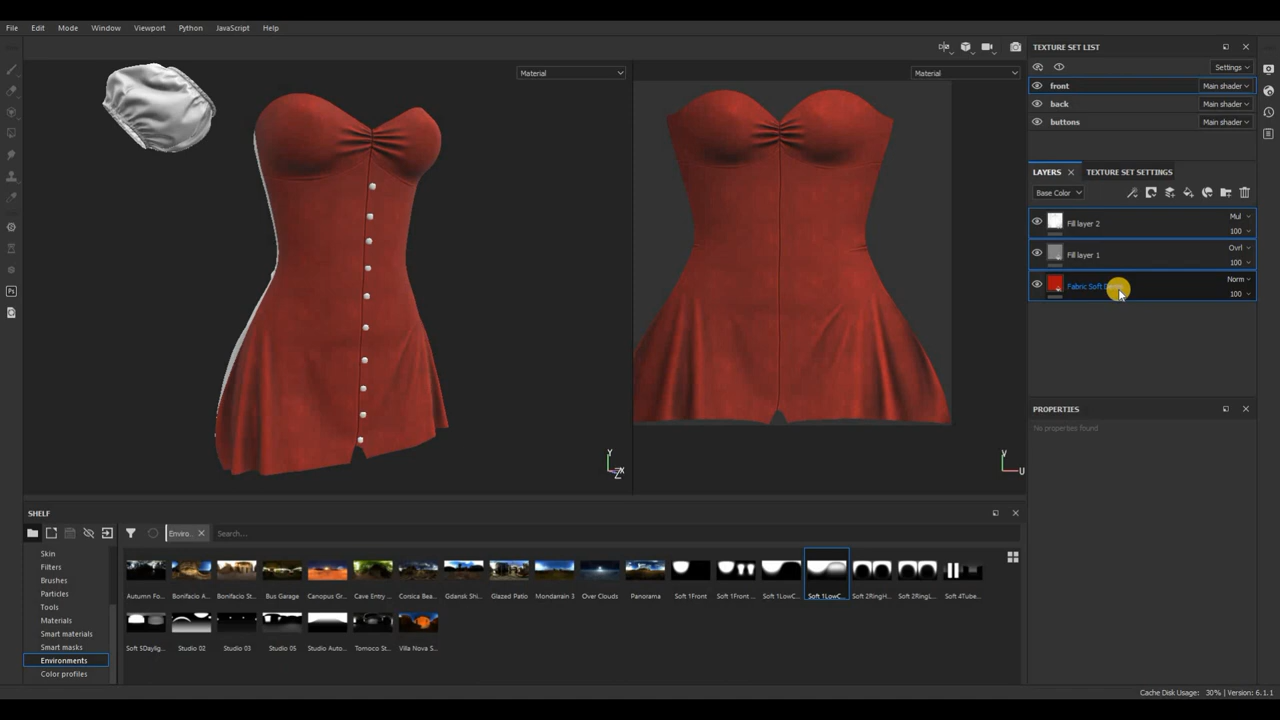 File Edit Mode Window Viewport Python JavaScript Help
TEXTURE SET LIST
Settings
Material
Material
front Main shader
back Main shader
buttons Main shader
LAYERS TEXTURE SET SETTINGS
Base Color
Fill layer 2 Mul
100
Fill layer 1 Ovrl
100
Fabric Soft Norm
100
PROPERTIES
No properties found
Y
X
Z
V
U
SHELF
Enviro... Search...
Skin
Filters
Brushes
Particles
Tools
Materials
Smart materials
Smart masks
Environments
Color profiles
Autumn Fo... Bonifacio A... Bonifacio St... Bus Garage Canopus Gr... Cave Entry ... Corsica Bea... Gdansk Shi... Glazed Patio Mondarrain 3 Over Clouds Panorama Soft 1Front Soft 1Front ... Soft 1LowC... Soft 1LowC... Soft 2RingH... Soft 2RingL... Soft 4Tube...
Soft 5Daylig... Studio 02 Studio 03 Studio 05 Studio Auto... Tomoco St... Villa Nova S...
Cache Disk Usage: 30% | Version: 6.1.1
Ps